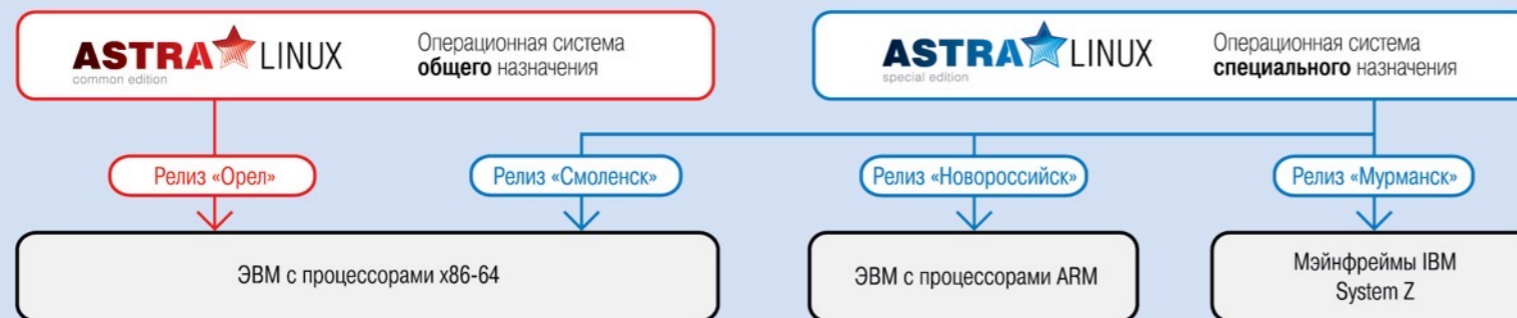 ASTRA LINUX
common edition
Операционная система
общего назначения
ASTRA LINUX
special edition
Операционная система
специального назначения
Релиз «Орел»
Релиз «Смоленск»
Релиз «Новороссийск»
Релиз «Мурманск»
ЭВМ с процессорами x86-64
ЭВМ с процессорами ARM
Мэйнфреймы IBM
System Z